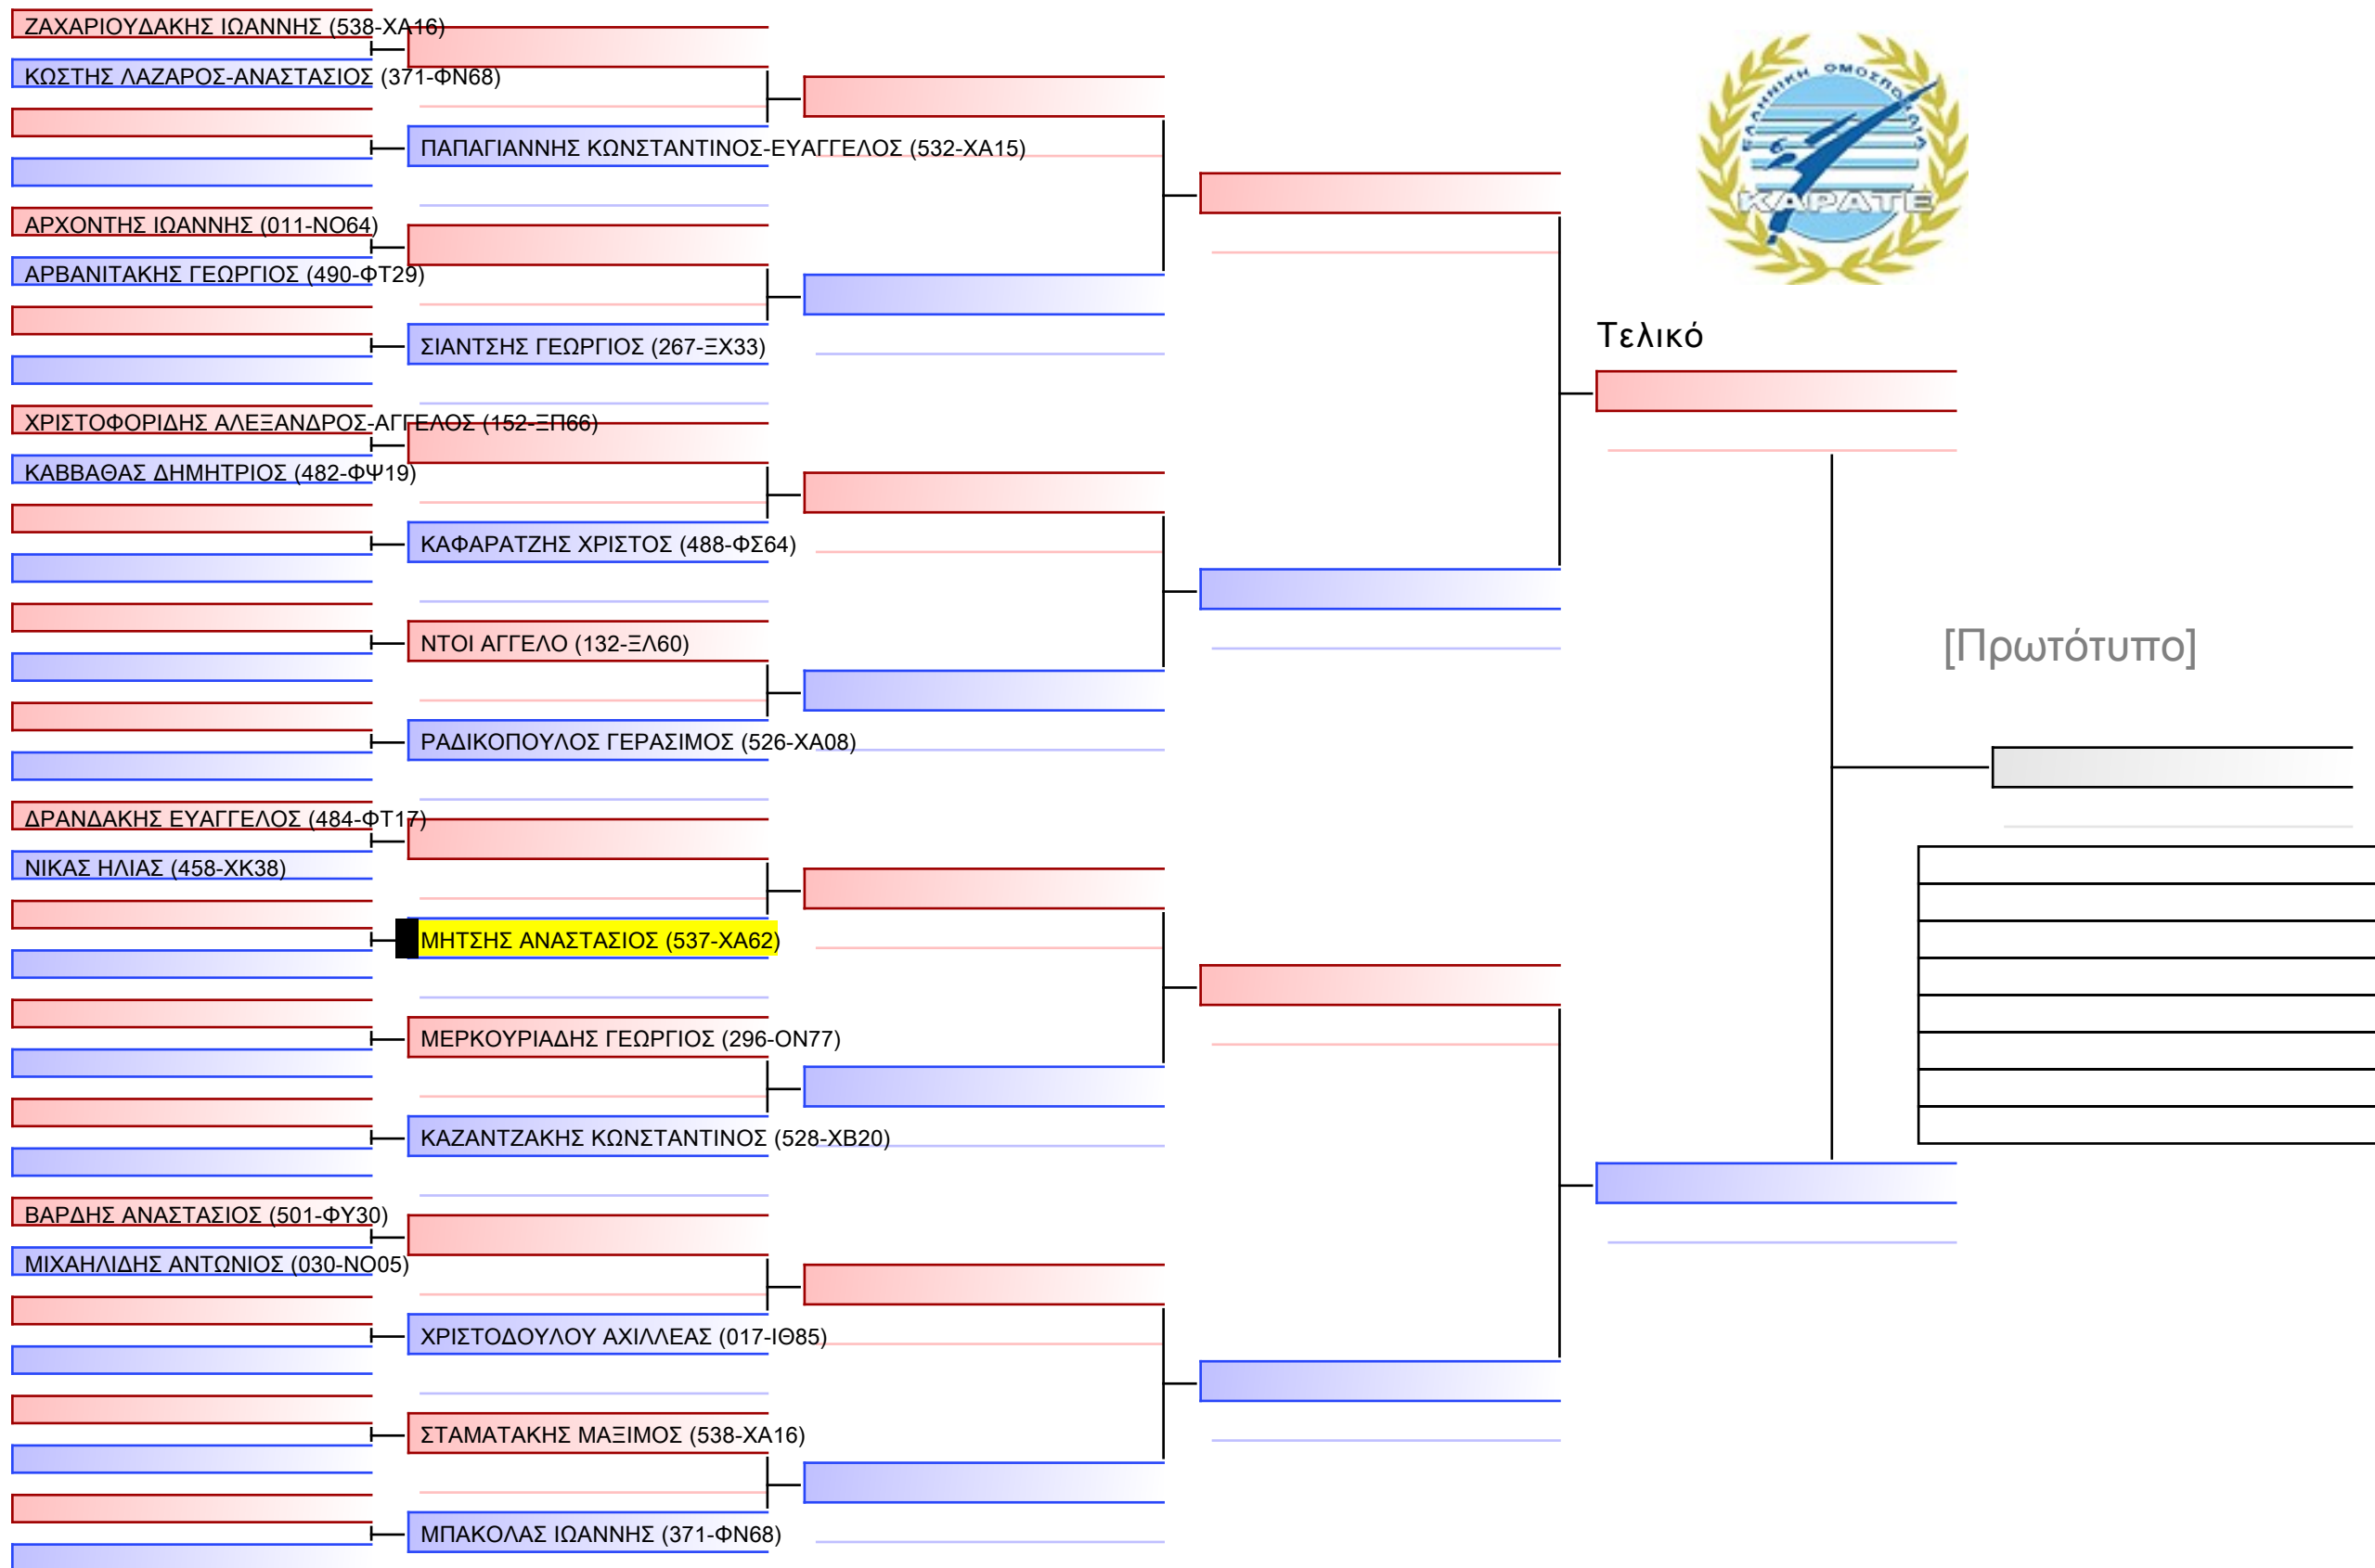 ΖΑΧΑΡΙΟΥΔΑΚΗΣ ΙΩΑΝΝΗΣ (538-ΧΑ16)
ΚΩΣΤΗΣ ΛΑΖΑΡΟΣ-ΑΝΑΣΤΑΣΙΟΣ (371-ΦΝ68)
ΠΑΠΑΓΙΑΝΝΗΣ ΚΩΝΣΤΑΝΤΙΝΟΣ-ΕΥΑΓΓΕΛΟΣ (532-ΧΑ15)
ΑΡΧΟΝΤΗΣ ΙΩΑΝΝΗΣ (011-ΝΟ64)
ΑΡΒΑΝΙΤΑΚΗΣ ΓΕΩΡΓΙΟΣ (490-ΦΤ29)
ΣΙΑΝΤΣΗΣ ΓΕΩΡΓΙΟΣ (267-ΞΧ33)
ΧΡΙΣΤΟΦΟΡΙΔΗΣ ΑΛΕΞΑΝΔΡΟΣ-ΑΓΓΕΛΟΣ (152-ΞΠ66)
ΚΑΒΒΑΘΑΣ ΔΗΜΗΤΡΙΟΣ (482-ΦΨ19)
ΚΑΦΑΡΑΤΖΗΣ ΧΡΙΣΤΟΣ (488-ΦΣ64)
ΝΤΟΙ ΑΓΓΕΛΟ (132-ΞΛ60)
ΡΑΔΙΚΟΠΟΥΛΟΣ ΓΕΡΑΣΙΜΟΣ (526-ΧΑ08)
ΔΡΑΝΔΑΚΗΣ ΕΥΑΓΓΕΛΟΣ (484-ΦΤ17)
ΝΙΚΑΣ ΗΛΙΑΣ (458-ΧΚ38)
ΜΗΤΣΗΣ ΑΝΑΣΤΑΣΙΟΣ (537-ΧΑ62)
ΜΕΡΚΟΥΡΙΑΔΗΣ ΓΕΩΡΓΙΟΣ (296-ΟΝ77)
ΚΑΖΑΝΤΖΑΚΗΣ ΚΩΝΣΤΑΝΤΙΝΟΣ (528-ΧΒ20)
ΒΑΡΔΗΣ ΑΝΑΣΤΑΣΙΟΣ (501-ΦΥ30)
ΜΙΧΑΗΛΙΔΗΣ ΑΝΤΩΝΙΟΣ (030-ΝΟ05)
ΧΡΙΣΤΟΔΟΥΛΟΥ ΑΧΙΛΛΕΑΣ (017-ΙΘ85)
ΣΤΑΜΑΤΑΚΗΣ ΜΑΞΙΜΟΣ (538-ΧΑ16)
ΜΠΑΚΟΛΑΣ ΙΩΑΝΝΗΣ (371-ΦΝ68)
ΕΛΛΗΝΙΚΗ ΟΜΟΣΠΟΝΔΙΑ
ΚΑΡΑΤΕ
Τελικό
[Πρωτότυπο]